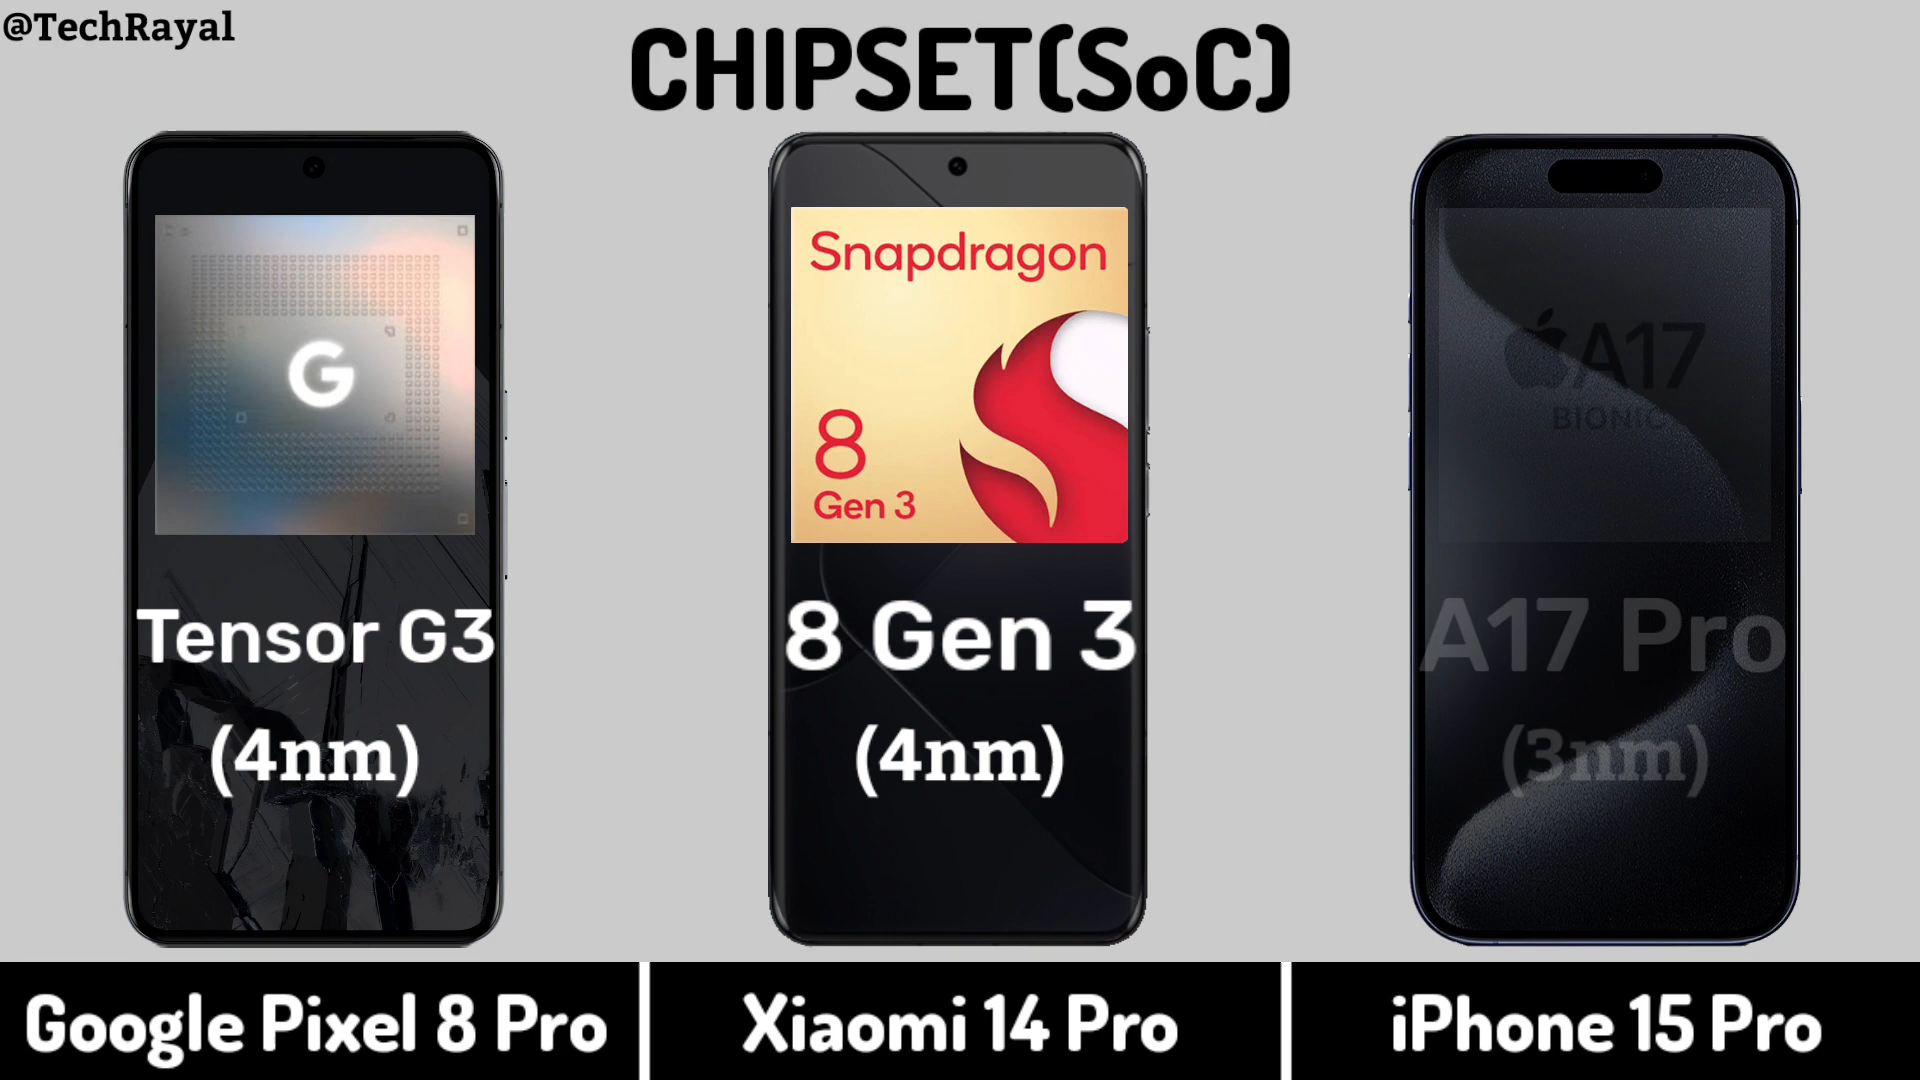 @TechRayal
CHIPSET(SoC)
G
Tensor G3
(4nm)
Google Pixel 8 Pro
Snapdragon
8
Gen 3
8 Gen 3
(4nm)
Xiaomi 14 Pro
A17
BIONIC
A17 Pro
(3nm)
iPhone 15 Pro